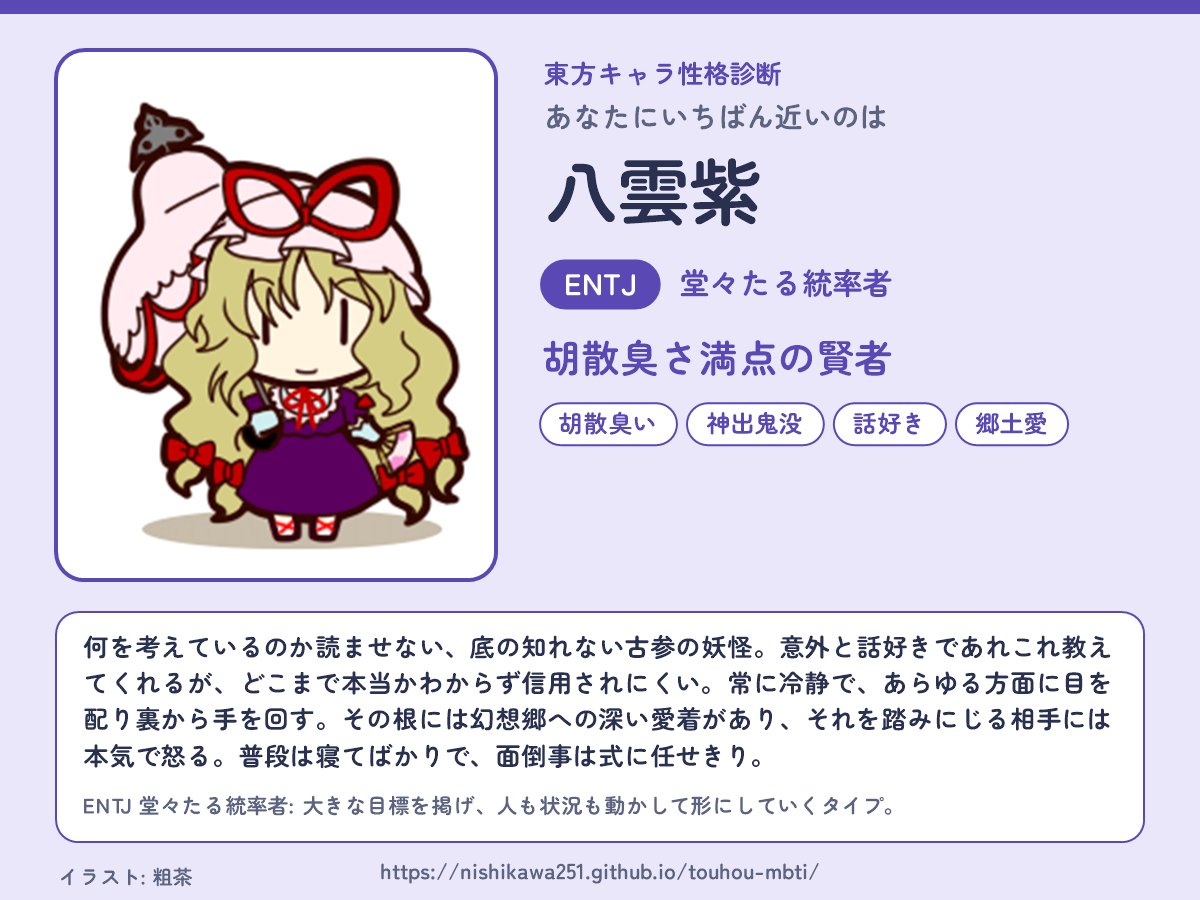 東方キャラ性格診断
あなたにいちばん近いのは
八雲紫
ENTJ 堂々たる統率者
胡散臭さ満点の賢者
胡散臭い 神出鬼没 話好き 郷土愛
何を考えているのか読ませない、底の知れない古参の妖怪。意外と話好きであれこれ教え
てくれるが、どこまで本当かわからず信用されにくい。常に冷静で、あらゆる方面に目を
配り裏から手を回す。その根には幻想郷への深い愛着があり、それを踏みにじる相手には
本気で怒る。普段は寝てばかりで、面倒事は式に任せきり。
ENTJ 堂々たる統率者: 大きな目標を掲げ、人も状況も動かして形にしていくタイプ。
イラスト: 粗茶
https://nishikawa251.github.io/touhou-mbti/